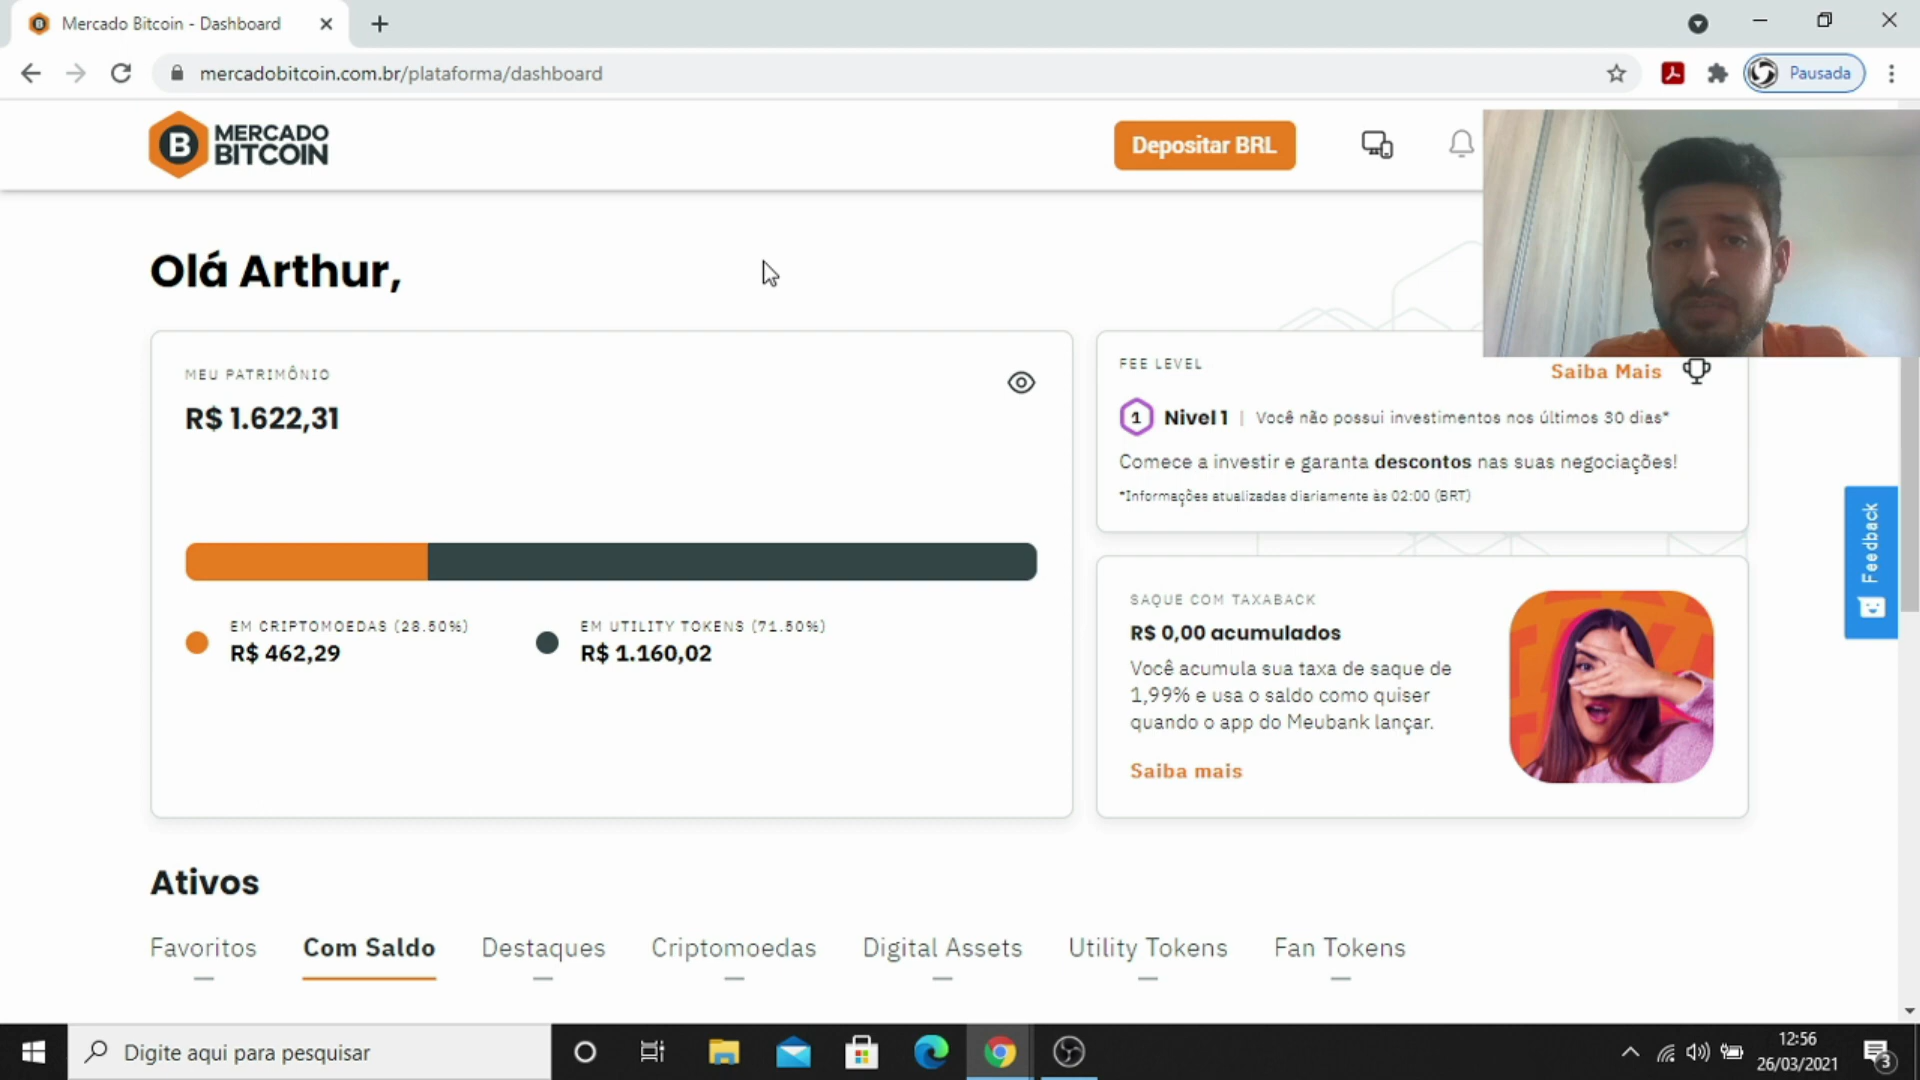 Mercado Bitcoin - Dashboard
mercadobitcoin.com.br/plataforma/dashboard
Pausada
B MERCADO
BITCOIN
Depositar BRL
Olá Arthur,
MEU PATRIMÔNIO
R$ 1.622,31
EM CRIPTOMOEDAS (28.50%)
R$ 462,29
EM UTILITY TOKENS (71.50%)
R$ 1.160,02
FEE LEVEL
Saiba Mais
1 Nivel 1 | Você não possui investimentos nos últimos 30 dias*
Comece a investir e garanta descontos nas suas negociações!
*Informações atualizadas diariamente às 02:00 (BRT)
SAQUE COM TAXABACK
R$ 0,00 acumulados
Você acumula sua taxa de saque de
1,99% e usa o saldo como quiser
quando o app do Meubank lançar.
Saiba mais
Feedback
Ativos
Favoritos
Com Saldo
Destaques
Criptomoedas
Digital Assets
Utility Tokens
Fan Tokens
Digite aqui para pesquisar
12:56
26/03/2021
3